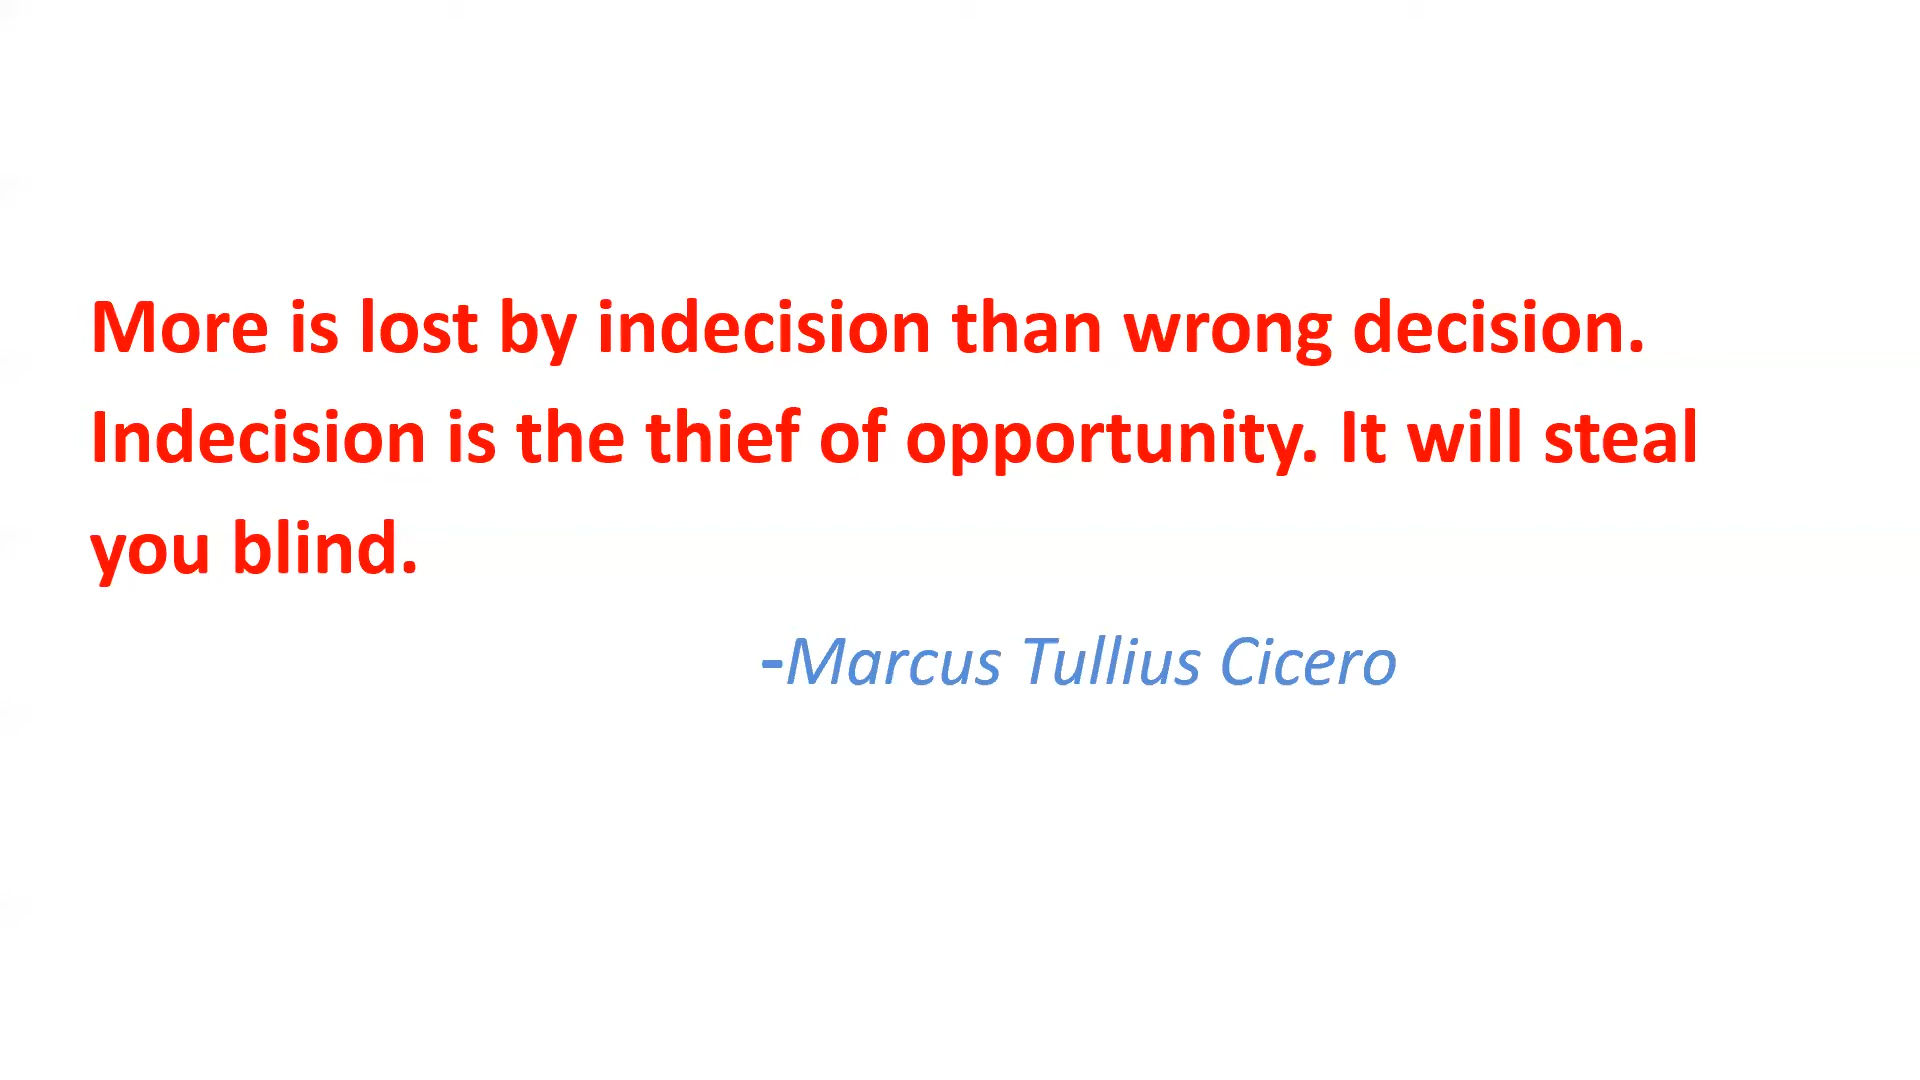 More is lost by indecision than wrong decision.
Indecision is the thief of opportunity. It will steal
you blind.
-Marcus Tullius Cicero